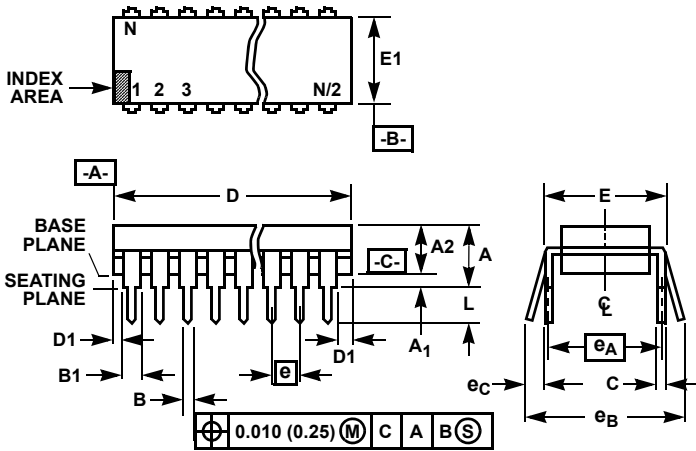 N
INDEX
AREA
1 2 3 N/2
E1
-B-
-A-
D
E
BASE
PLANE
SEATING
PLANE
A2
A
-C-
L
A1
D1
D1
B1
B
e
℄
eA
eC
C
eB
⌖ 0.010 (0.25) Ⓜ C A B Ⓢ